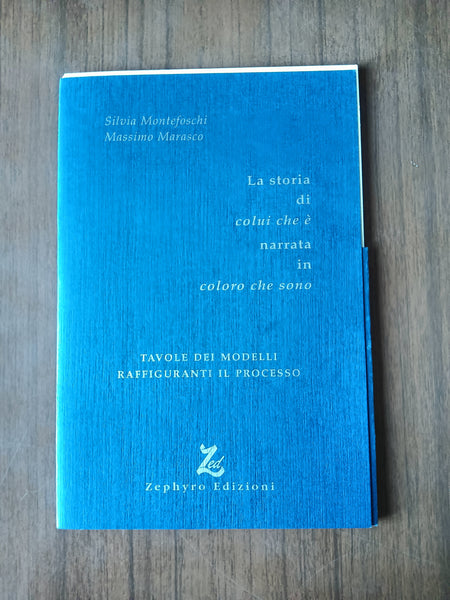 Silvia Montefoschi
Massimo Marasco
La storia
di
colui che è
narrata
in
coloro che sono
TAVOLE DEI MODELLI
RAFFIGURANTI IL PROCESSO
Zed
Zephyro Edizioni